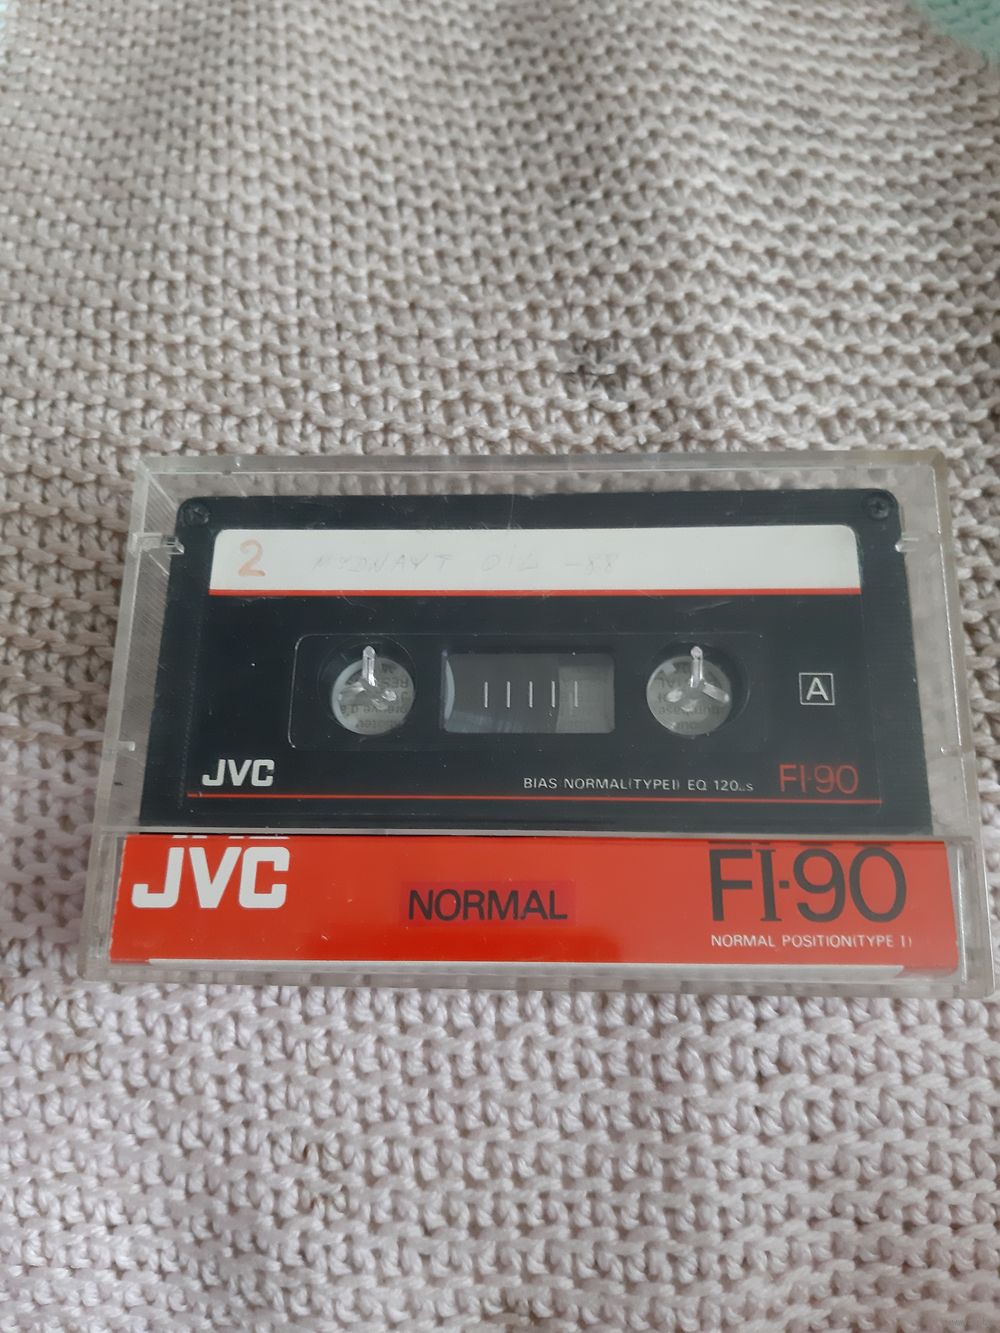 2
A
JVC
BIAS NORMAL(TYPE I) EQ 120µs FI-90
JVC
NORMAL
FI-90
NORMAL POSITION(TYPE I)